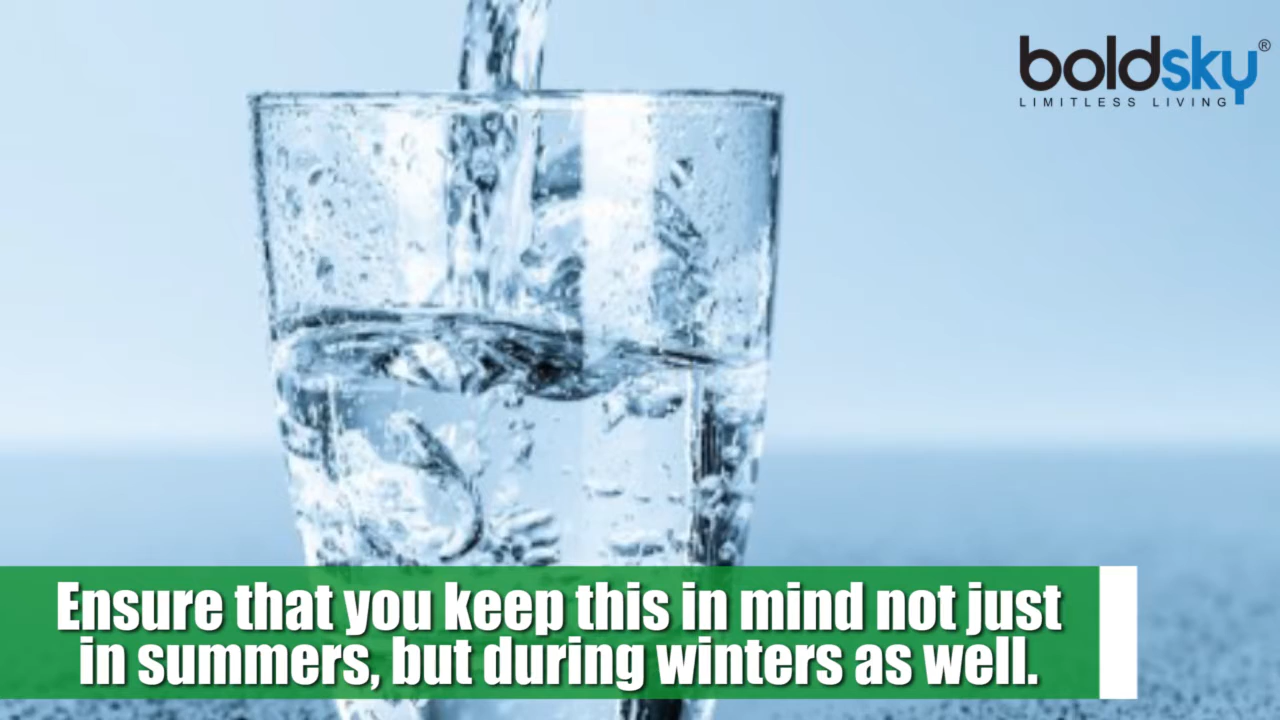 boldsky®
LIMITLESS LIVING
Ensure that you keep this in mind not just
in summers, but during winters as well.